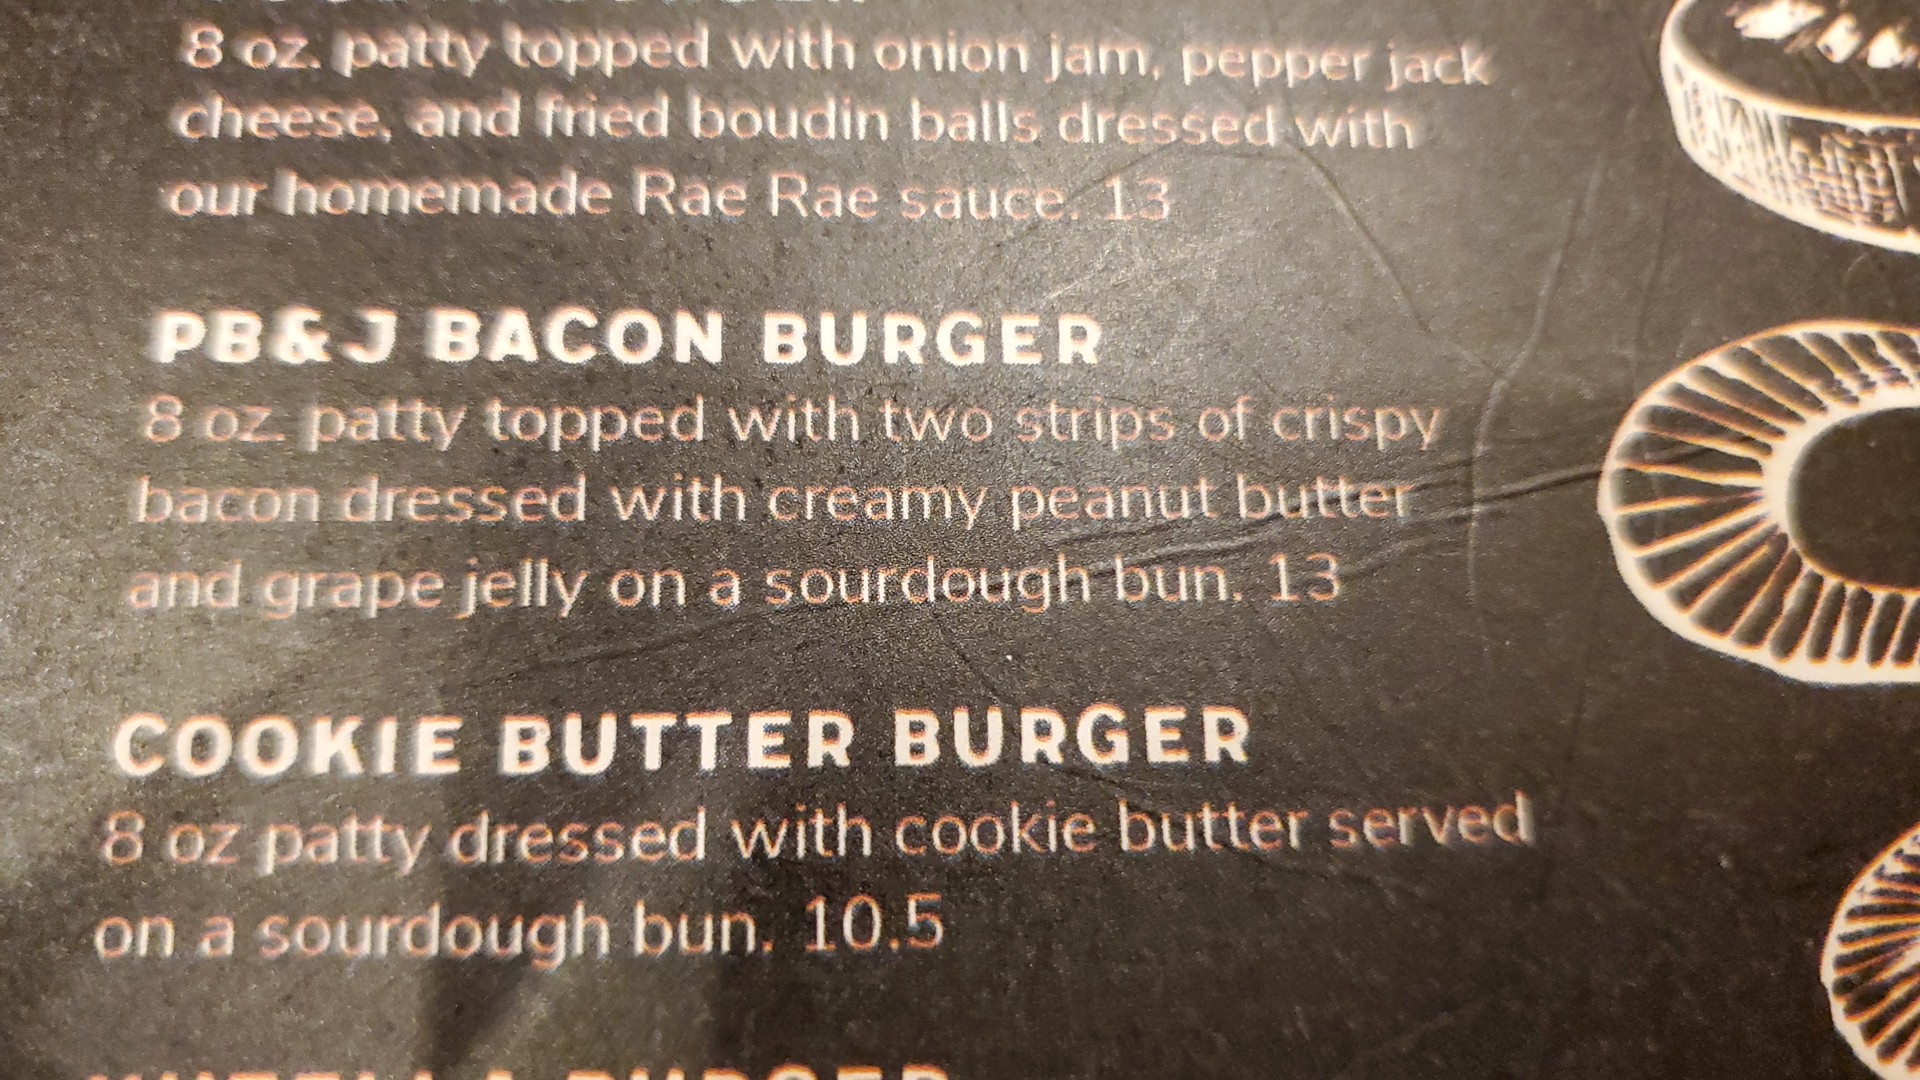 8 oz. patty topped with onion jam, pepper jack
cheese, and fried boudin balls dressed with
our homemade Rae Rae sauce. 13
PB&J BACON BURGER
8 oz. patty topped with two strips of crispy
bacon dressed with creamy peanut butter
and grape jelly on a sourdough bun. 13
COOKIE BUTTER BURGER
8 oz patty dressed with cookie butter served
on a sourdough bun. 10.5
BURGER